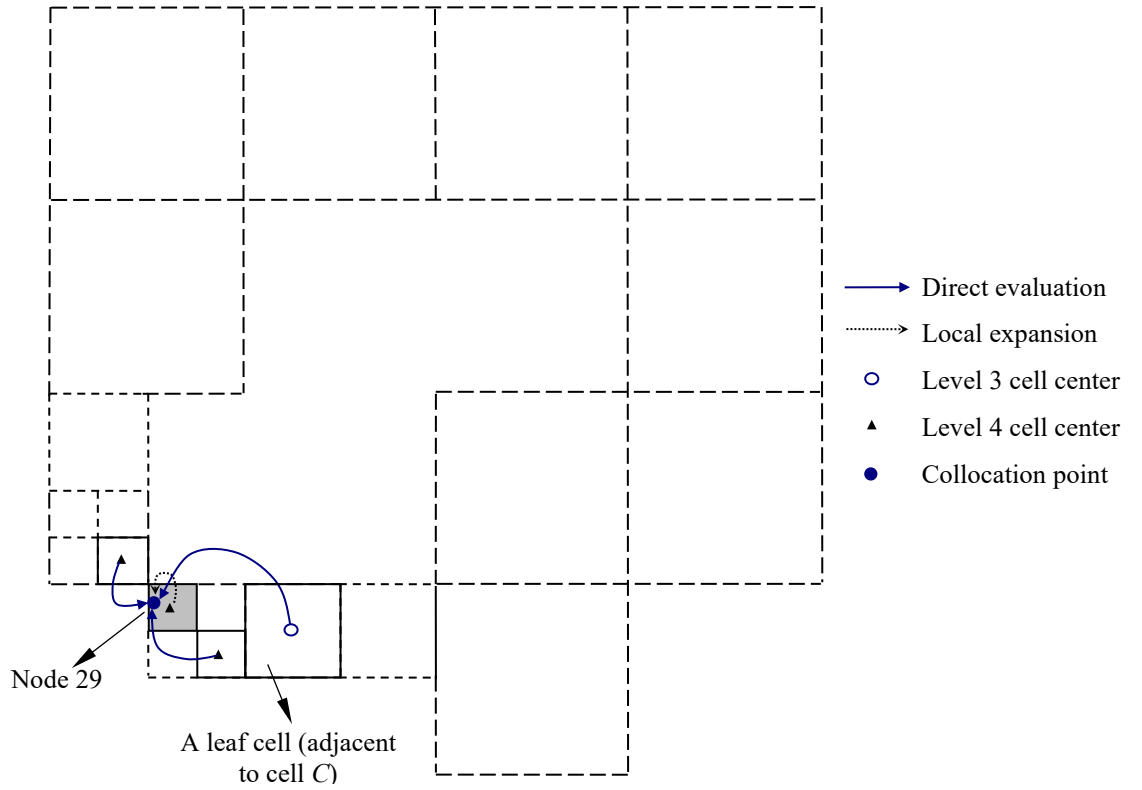 Direct evaluation
Local expansion
Level 3 cell center
Level 4 cell center
Collocation point
Node 29
A leaf cell (adjacent
to cell C)